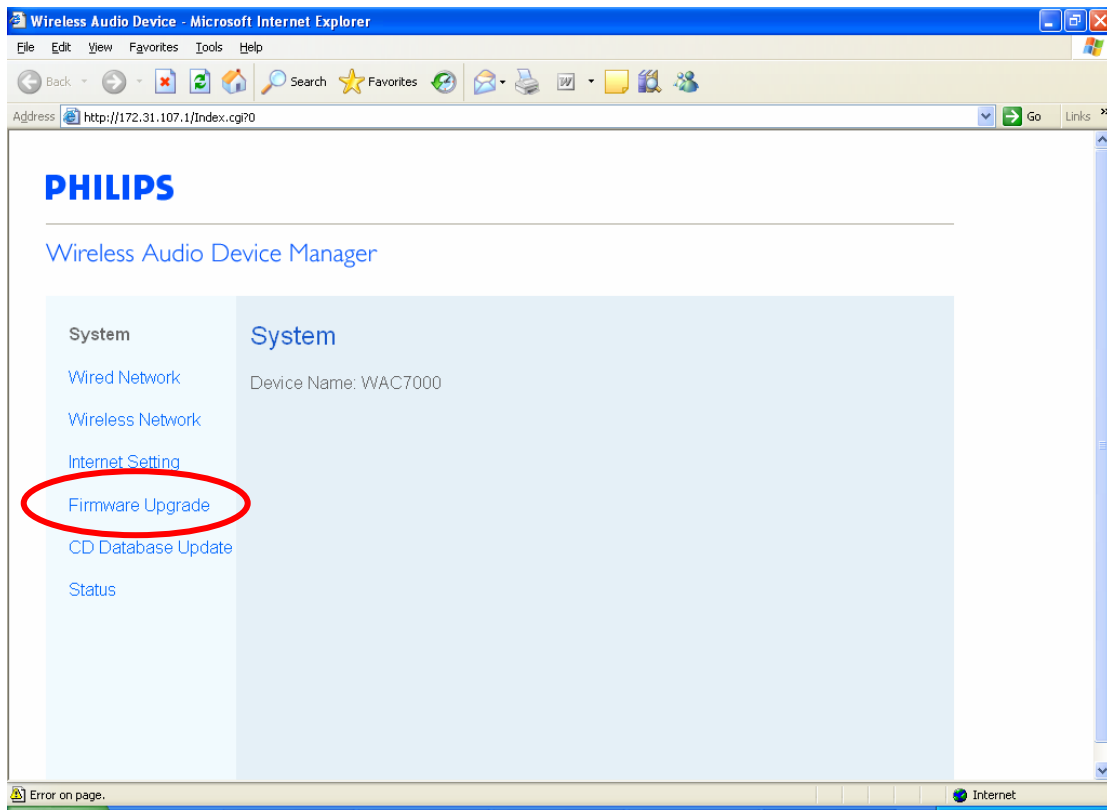 Wireless Audio Device - Microsoft Internet Explorer
File Edit View Favorites Tools Help
Back Search Favorites
Address http://172.31.107.1/Index.cgi?0 Go Links »
PHILIPS
Wireless Audio Device Manager
System
Wired Network
Wireless Network
Internet Setting
Firmware Upgrade
CD Database Update
Status
System
Device Name: WAC7000
Error on page. Internet